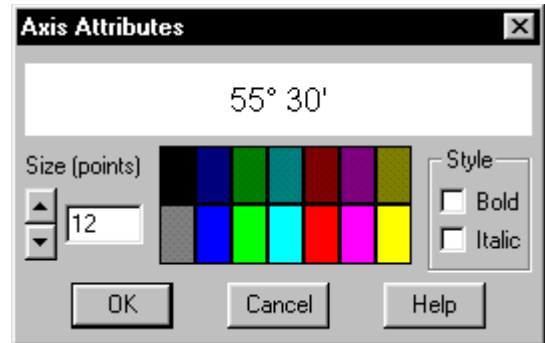 Axis Attributes
55° 30'
Size (points)
12
Style
Bold
Italic
OK
Cancel
Help